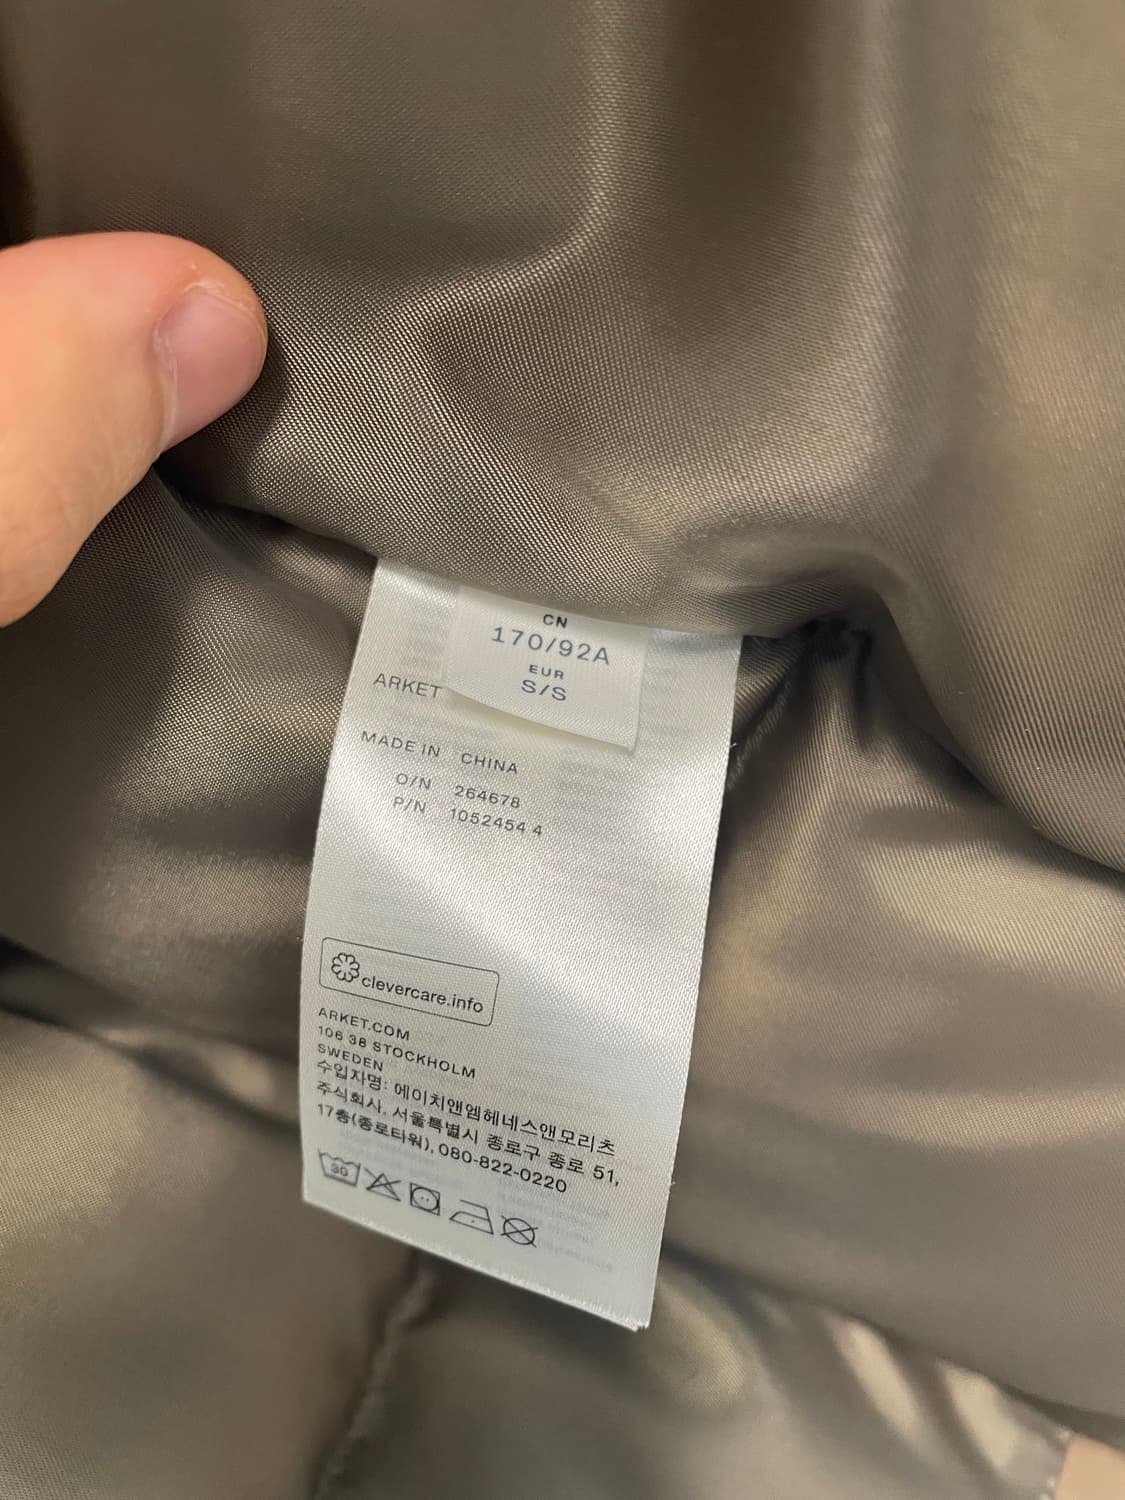 CN
170/92A
EUR
S/S
ARKET
MADE IN CHINA
O/N 264678
P/N 1052454 4
clevercare.info
ARKET.COM
106 38 STOCKHOLM
SWEDEN
수입자명: 에이치앤엠헤네스앤모리츠
주식회사, 서울특별시 종로구 종로 51,
17층(종로타워), 080-822-0220
30